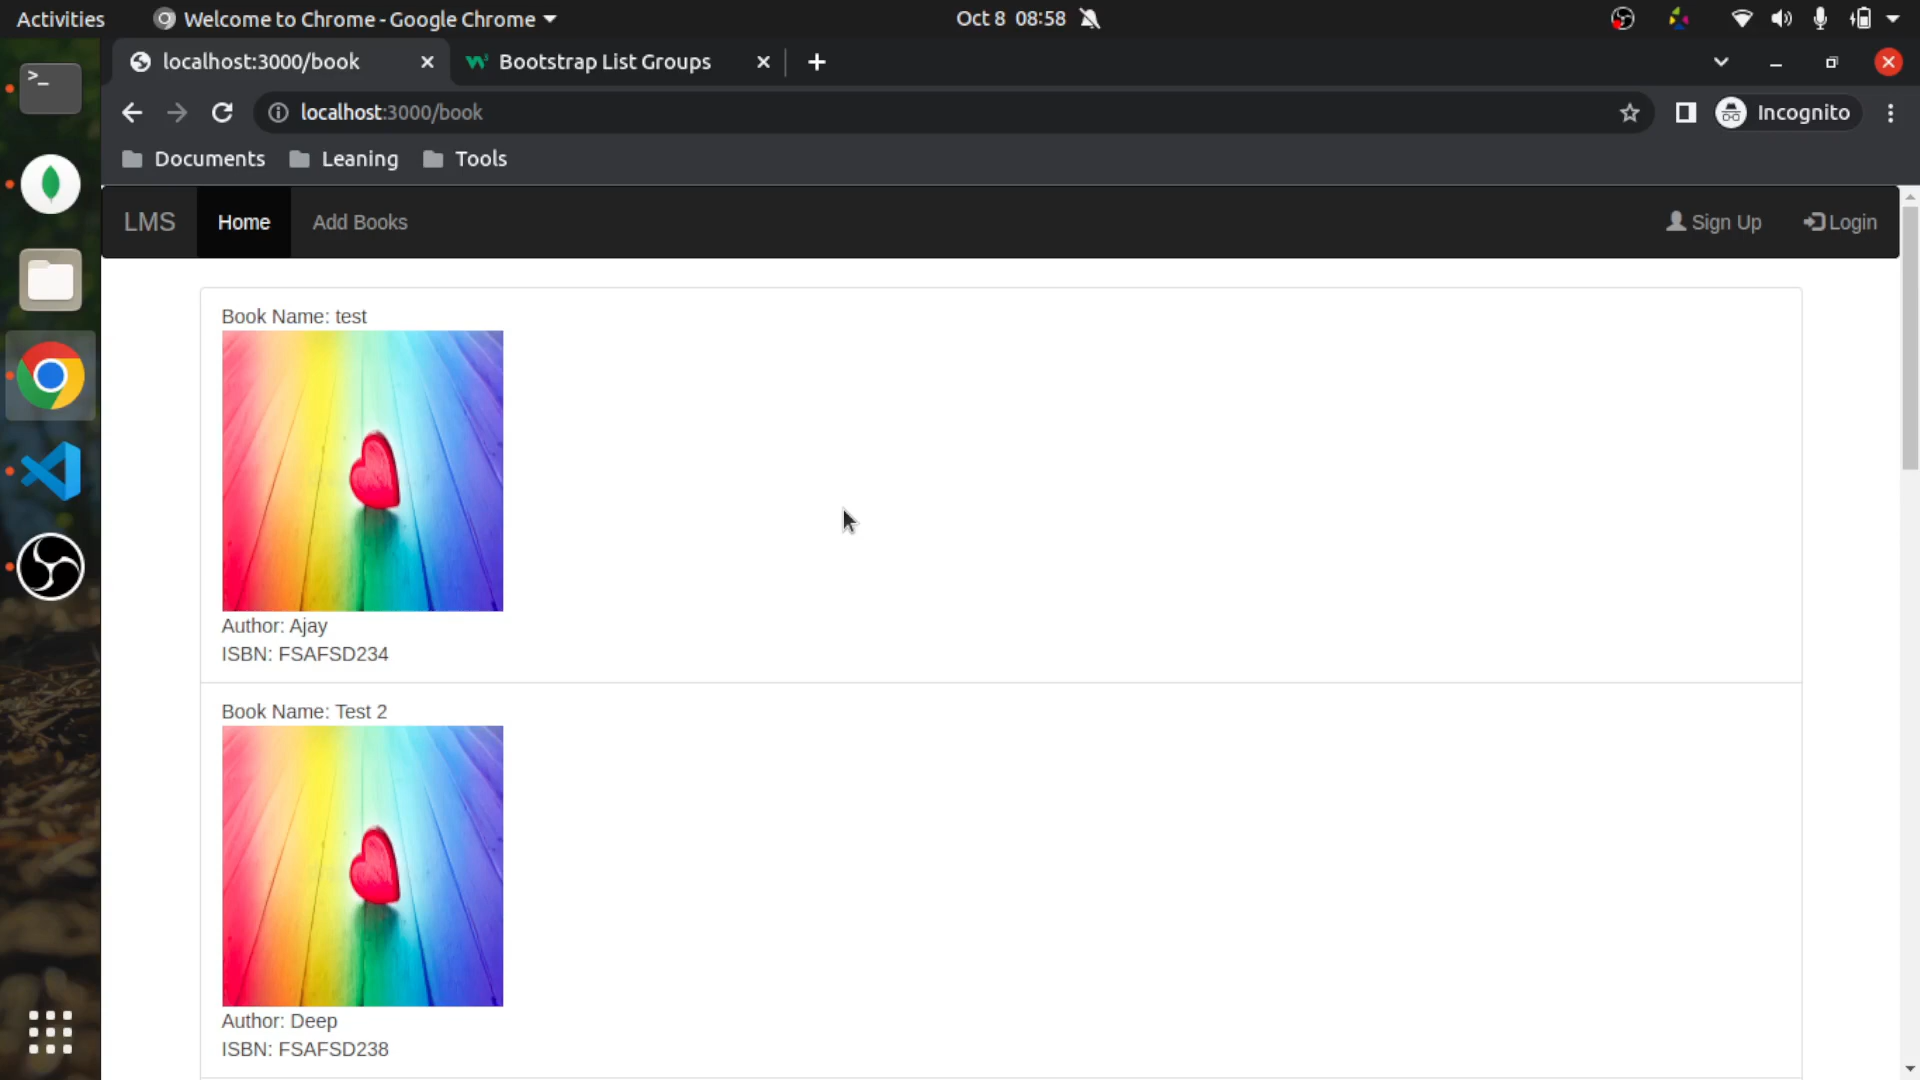 Activities
Welcome to Chrome - Google Chrome
Oct 8 08:58
localhost:3000/book
Bootstrap List Groups
localhost:3000/book
Incognito
Documents
Leaning
Tools
LMS
Home
Add Books
Sign Up
Login
Book Name: test
Author: Ajay
ISBN: FSAFSD234
Book Name: Test 2
Author: Deep
ISBN: FSAFSD238